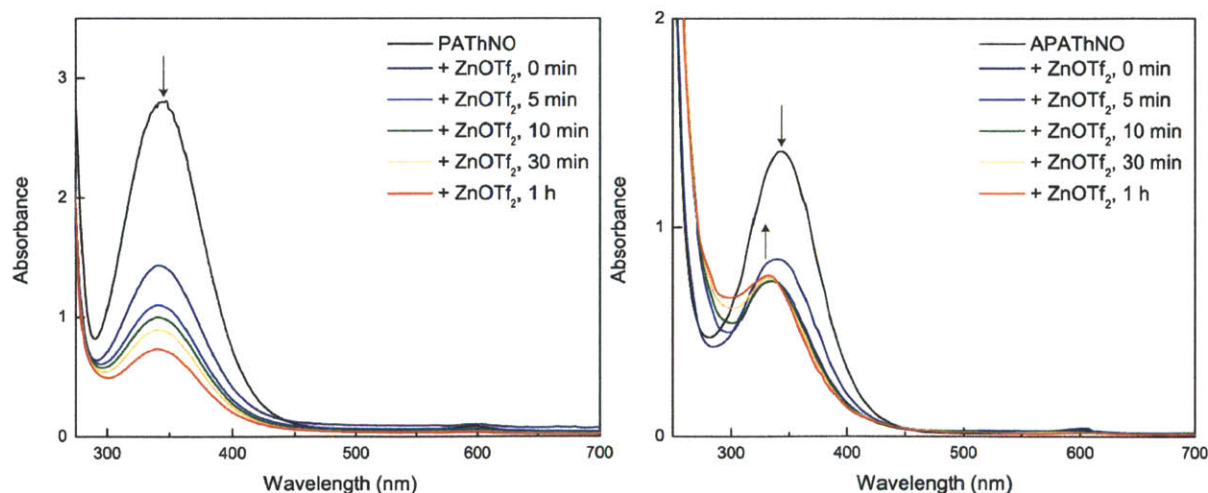 3
2
1
0
Absorbance
300
400
500
600
700
Wavelength (nm)
PAThNO
+ ZnOTf₂, 0 min
+ ZnOTf₂, 5 min
+ ZnOTf₂, 10 min
+ ZnOTf₂, 30 min
+ ZnOTf₂, 1 h
2
1
0
Absorbance
300
400
500
600
700
Wavelength (nm)
APAThNO
+ ZnOTf₂, 0 min
+ ZnOTf₂, 5 min
+ ZnOTf₂, 10 min
+ ZnOTf₂, 30 min
+ ZnOTf₂, 1 h